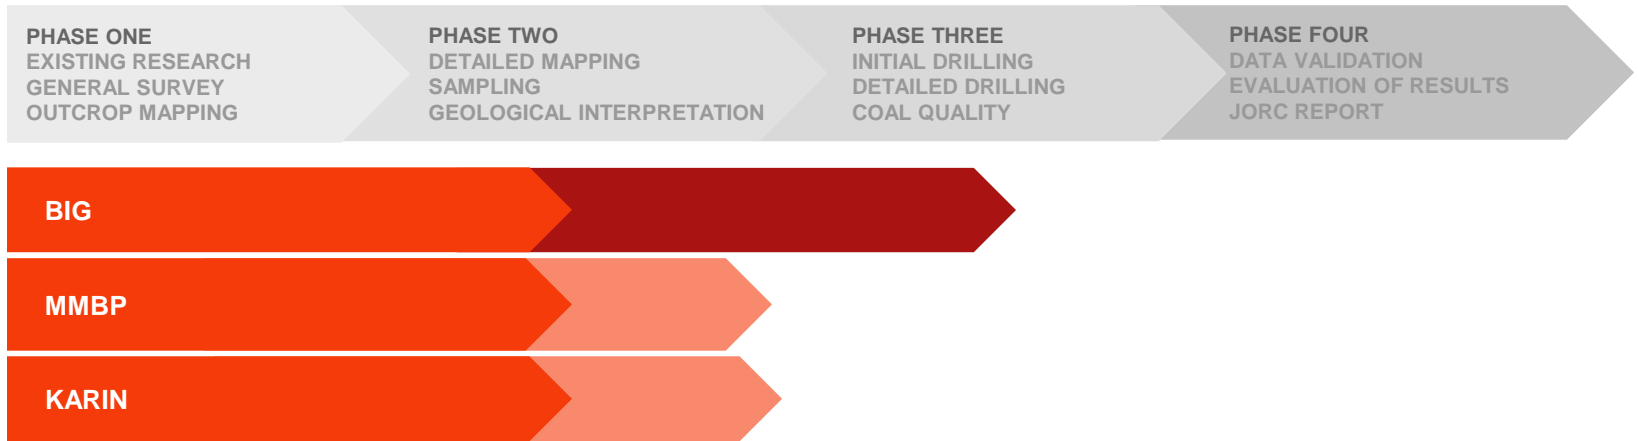 PHASE ONE
EXISTING RESEARCH
GENERAL SURVEY
OUTCROP MAPPING
PHASE TWO
DETAILED MAPPING
SAMPLING
GEOLOGICAL INTERPRETATION
PHASE THREE
INITIAL DRILLING
DETAILED DRILLING
COAL QUALITY
PHASE FOUR
DATA VALIDATION
EVALUATION OF RESULTS
JORC REPORT
BIG
MMBP
KARIN